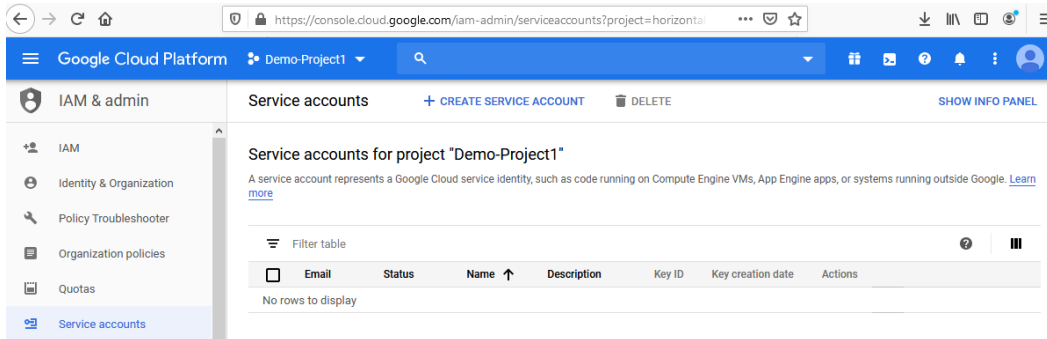 https://console.cloud.google.com/iam-admin/serviceaccounts?project=horizontal
Google Cloud Platform Demo-Project1
IAM & admin
Service accounts + CREATE SERVICE ACCOUNT DELETE SHOW INFO PANEL
IAM
Identity & Organization
Policy Troubleshooter
Organization policies
Quotas
Service accounts
Service accounts for project "Demo-Project1"
A service account represents a Google Cloud service identity, such as code running on Compute Engine VMs, App Engine apps, or systems running outside Google. Learn
more
Filter table
Email Status Name Description Key ID Key creation date Actions
No rows to display